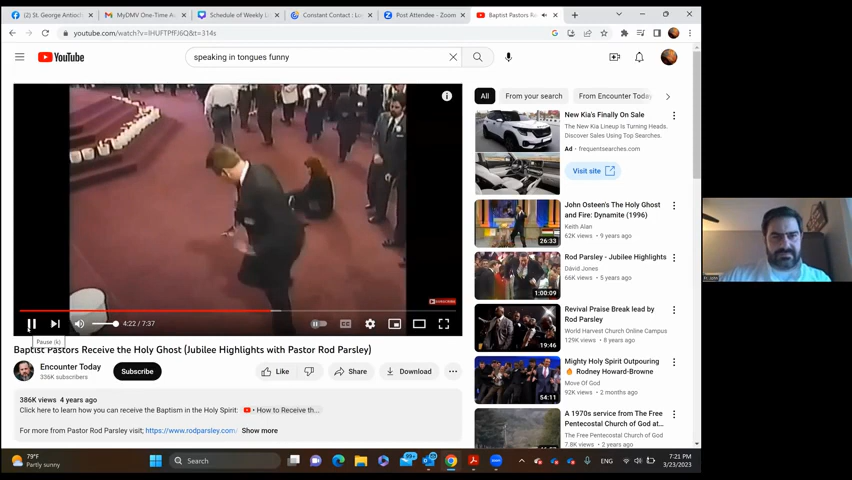 (2) St. George Antioch
MyDMV One-Time A
Schedule of Weekly L
Constant Contact : Lo
Post Attendee - Zoom
Baptist Pastors R
youtube.com/watch?v=IHUFTPfFJ6Q&t=314s
YouTube
speaking in tongues funny
All
From your search
From Encounter Today
New Kia's Finally On Sale
The New Kia Lineup Is Turning Heads.
Discover Sales Using Top Searches.
Ad • frequentsearches.com
Visit site
John Osteen's The Holy Ghost
and Fire: Dynamite (1996)
Keith Alan
62K views • 9 years ago
26:33
Rod Parsley - Jubilee Highlights
David Jones
66K views • 5 years ago
1:00:09
Revival Praise Break lead by
Rod Parsley
World Harvest Church Online Campus
129K views • 8 years ago
19:46
Mighty Holy Spirit Outpouring
Rodney Howard-Browne
Move Of God
92K views • 2 months ago
54:11
A 1970s service from The Free
Pentecostal Church of God at...
The Free Pentecostal Church of God
7.8K views • 2 years ago
SUBSCRIBE
4:22 / 7:37
CC
Pause (k)
Baptist Pastors Receive the Holy Ghost (Jubilee Highlights with Pastor Rod Parsley)
Encounter Today
336K subscribers
Subscribe
Like
Share
Download
386K views 4 years ago
Click here to learn how you can receive the Baptism in the Holy Spirit: • How to Receive th...
For more from Pastor Rod Parsley visit; https://www.rodparsley.com/ Show more
79°F
Partly sunny
Search
99+
ENG
7:21 PM
3/23/2023